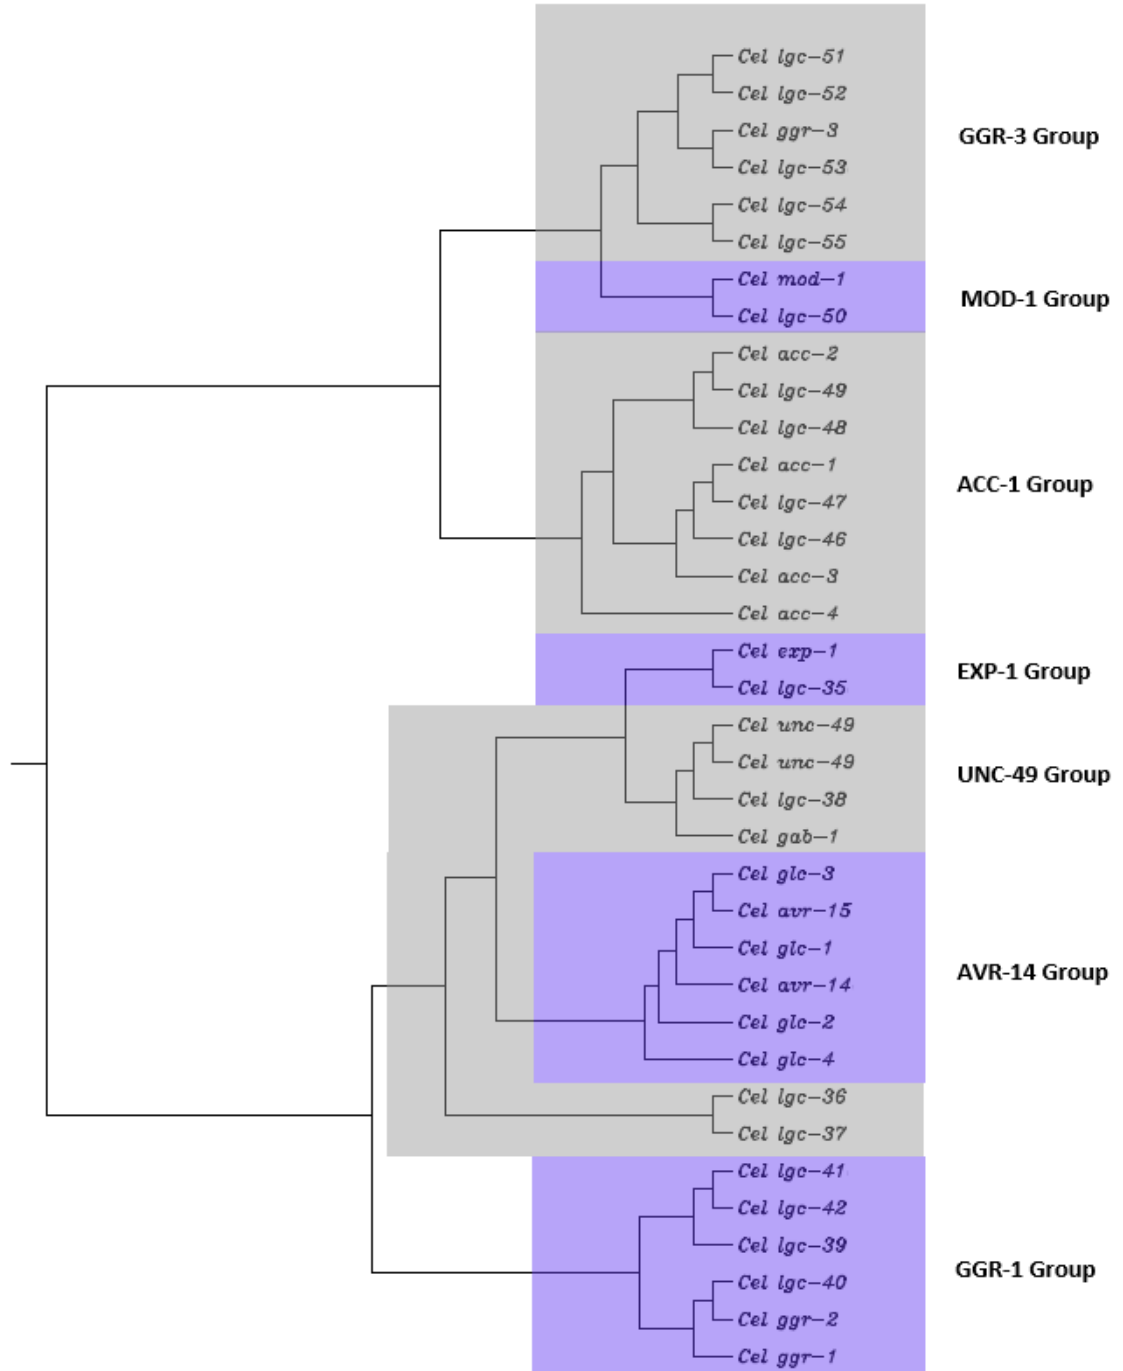 Cel lgc-51
Cel lgc-52
Cel ggr-3
Cel lgc-53
Cel lgc-54
Cel lgc-55
GGR-3 Group
Cel mod-1
Cel lgc-50
MOD-1 Group
Cel acc-2
Cel lgc-49
Cel lgc-48
Cel acc-1
Cel lgc-47
Cel lgc-46
Cel acc-3
Cel acc-4
ACC-1 Group
Cel exp-1
Cel lgc-35
EXP-1 Group
Cel unc-49
Cel unc-49
Cel lgc-38
Cel gab-1
UNC-49 Group
Cel glc-3
Cel avr-15
Cel glc-1
Cel avr-14
Cel glc-2
Cel glc-4
AVR-14 Group
Cel lgc-36
Cel lgc-37
Cel lgc-41
Cel lgc-42
Cel lgc-39
Cel lgc-40
Cel ggr-2
Cel ggr-1
GGR-1 Group